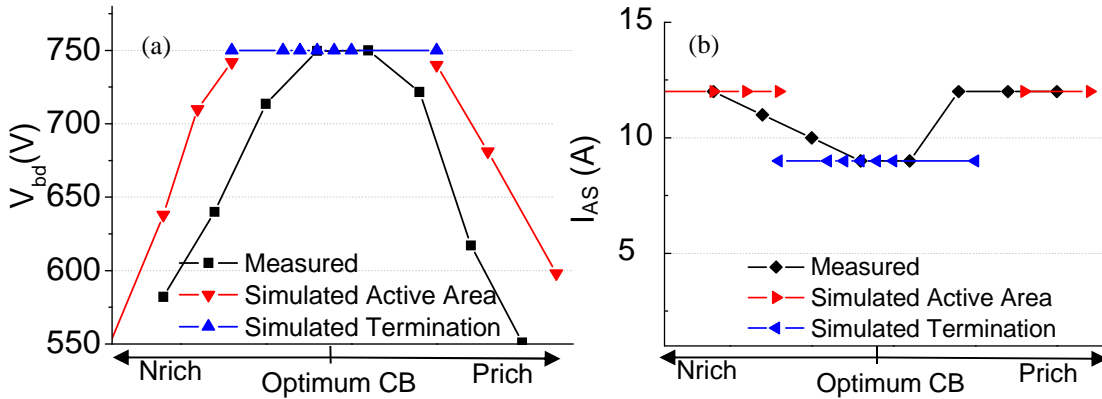 (a)
V_bd(V)
750
700
650
600
550
Measured
Simulated Active Area
Simulated Termination
Nrich
Optimum CB
Prich
(b)
I_AS (A)
15
10
5
Measured
Simulated Active Area
Simulated Termination
Nrich
Optimum CB
Prich